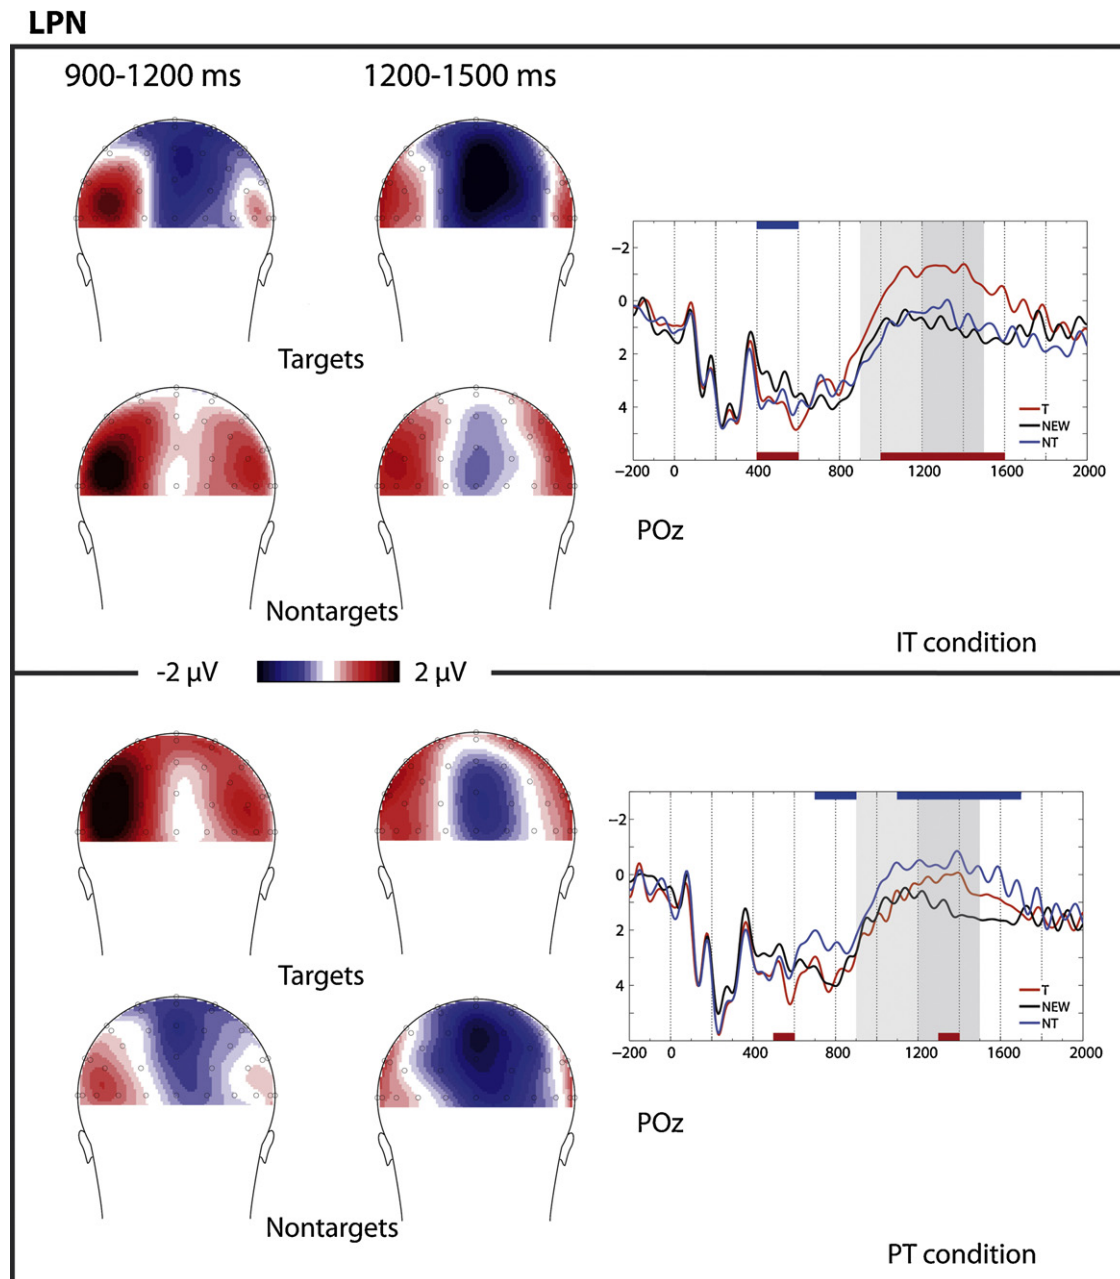 LPN
900-1200 ms
1200-1500 ms
Targets
Nontargets
−2
0
2
4
T
NEW
NT
−200 0 400 800 1200 1600 2000
POz
IT condition
-2 µV 2 µV
Targets
Nontargets
−2
0
2
4
T
NEW
NT
−200 0 400 800 1200 1600 2000
POz
PT condition